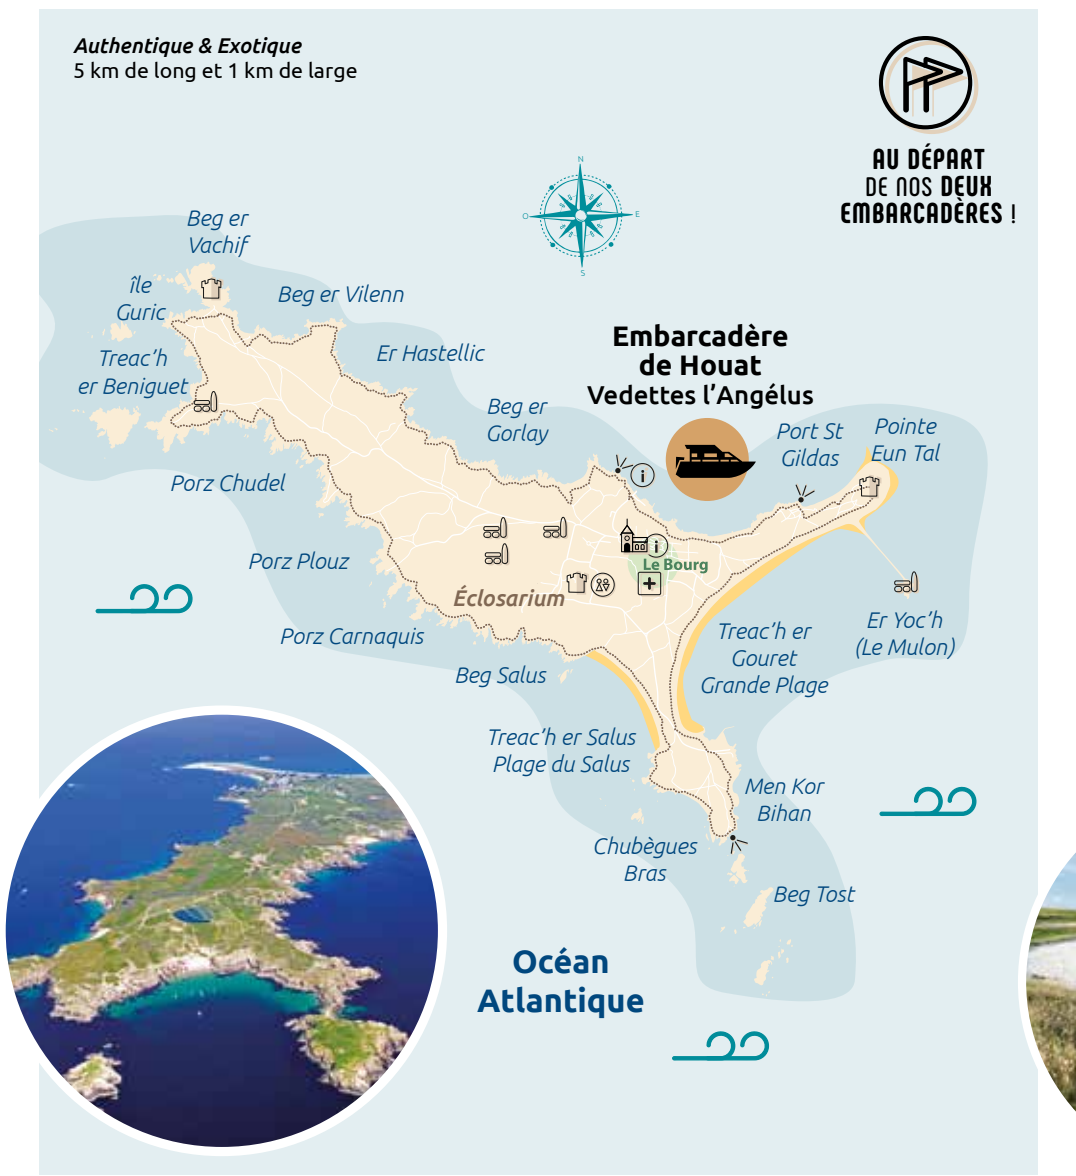 Authentique & Exotique
5 km de long et 1 km de large
AU DÉPART
DE NOS DEUX
EMBARCADÈRES !
N
O
E
S
Beg er
Vachif
île
Guric
Beg er Vilenn
Treac'h
er Beniguet
Er Hastellic
Embarcadère
de Houat
Vedettes l'Angélus
Beg er
Gorlay
Port St
Gildas
Pointe
Eun Tal
Porz Chudel
i
i
Le Bourg
Porz Plouz
Éclosarium
Porz Carnaquis
Er Yoc'h
(Le Mulon)
Treac'h er
Gouret
Grande Plage
Beg Salus
Treac'h er Salus
Plage du Salus
Men Kor
Bihan
Chubègues
Bras
Beg Tost
Océan
Atlantique